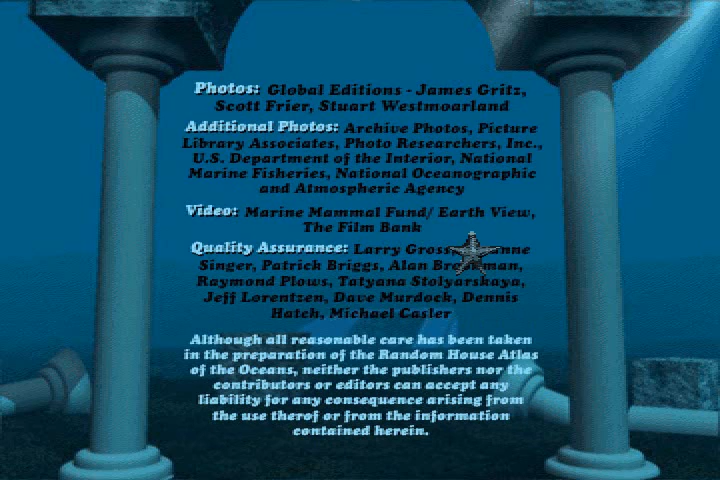 Photos: Global Editions - James Gritz,
Scott Frier, Stuart Westmoarland
Additional Photos: Archive Photos, Picture
Library Associates, Photo Researchers, Inc.,
U.S. Department of the Interior, National
Marine Fisheries, National Oceanographic
and Atmospheric Agency
Video: Marine Mammal Fund/ Earth View,
The Film Bank
Quality Assurance: Larry
Singer, Patrick Briggs, Alan
Raymond Plows, Tatyana Stolyarskaya,
Jeff Lorentzen, Dave Murdock, Dennis
Hatch, Michael Casler
Although all reasonable care has been taken
in the preparation of the Random House Atlas
of the Oceans, neither the publishers nor the
contributors or editors can accept any
liability for any consequence arising from
the use therof or from the information
contained herein.